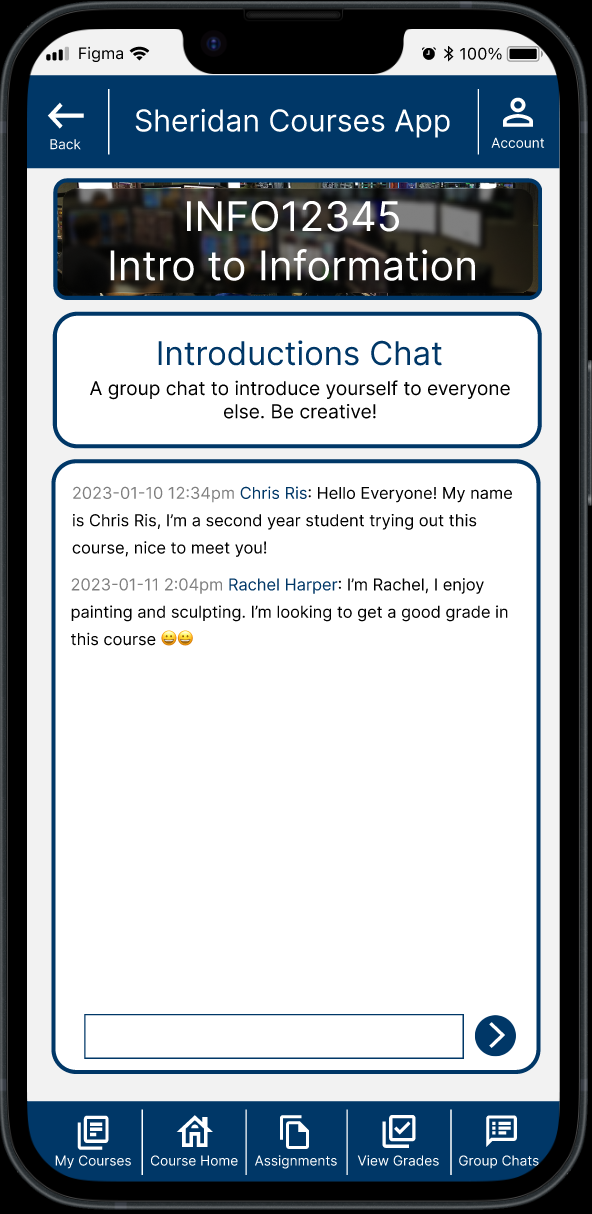 Figma 100%
Back Sheridan Courses App Account
INFO12345
Intro to Information
Introductions Chat
A group chat to introduce yourself to everyone
else. Be creative!
2023-01-10 12:34pm Chris Ris: Hello Everyone! My name
is Chris Ris, I’m a second year student trying out this
course, nice to meet you!
2023-01-11 2:04pm Rachel Harper: I’m Rachel, I enjoy
painting and sculpting. I’m looking to get a good grade in
this course 😀😀
My Courses Course Home Assignments View Grades Group Chats